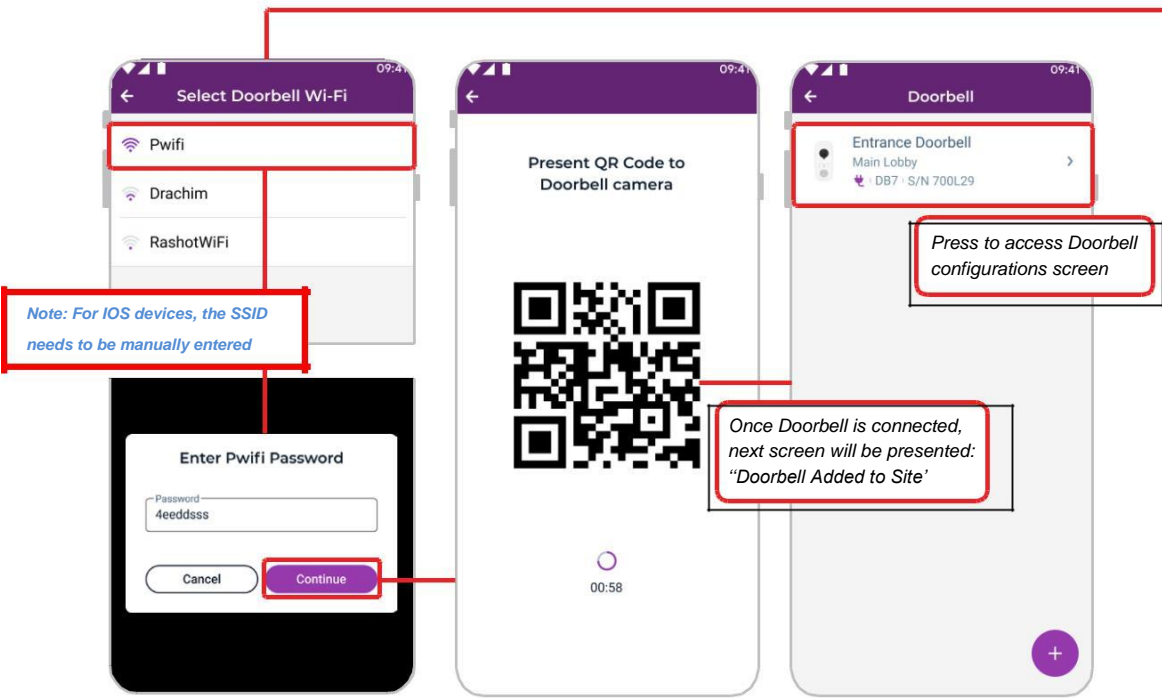 09:41
Select Doorbell Wi-Fi
Pwifi
Drachim
RashotWiFi
Note: For IOS devices, the SSID
needs to be manually entered
Enter Pwifi Password
Password
4eeddsss
Cancel
Continue
09:41
Present QR Code to
Doorbell camera
00:58
Once Doorbell is connected,
next screen will be presented:
“Doorbell Added to Site’
09:41
Doorbell
Entrance Doorbell
Main Lobby
DB7 S/N 700L29
Press to access Doorbell
configurations screen